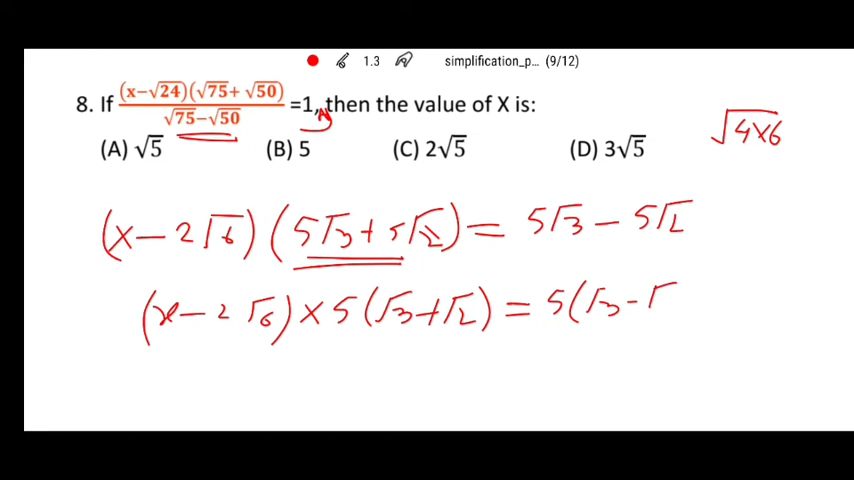 1.3 simplification_p... (9/12)
8. If (x−√24)(√75+ √50) / √75−√50 =1, then the value of X is:
(A) √5 (B) 5 (C) 2√5 (D) 3√5
√4×6
(x − 2√6) (5√3 + 5√2) = 5√3 − 5√2
(x − 2√6) × 5 (√3 + √2) = 5(√3 − √